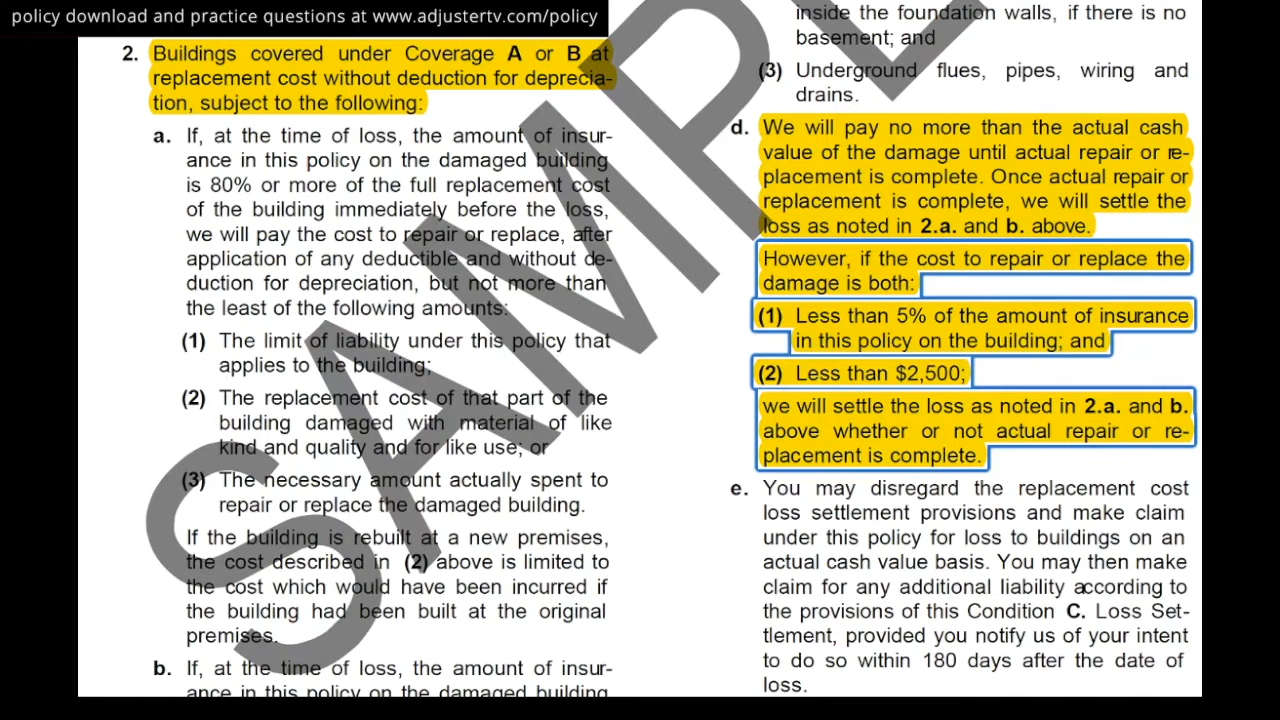 policy download and practice questions at www.adjustertv.com/policy
2. Buildings covered under Coverage A or B at
replacement cost without deduction for deprecia-
tion, subject to the following:
a. If, at the time of loss, the amount of insur-
ance in this policy on the damaged building
is 80% or more of the full replacement cost
of the building immediately before the loss,
we will pay the cost to repair or replace, after
application of any deductible and without de-
duction for depreciation, but not more than
the least of the following amounts:
(1) The limit of liability under this policy that
applies to the building;
(2) The replacement cost of that part of the
building damaged with material of like
kind and quality and for like use; or
(3) The necessary amount actually spent to
repair or replace the damaged building.
If the building is rebuilt at a new premises,
the cost described in (2) above is limited to
the cost which would have been incurred if
the building had been built at the original
premises.
b. If, at the time of loss, the amount of insur-
ance in this policy on the damaged building
inside the foundation walls, if there is no
basement; and
(3) Underground flues, pipes, wiring and
drains.
d. We will pay no more than the actual cash
value of the damage until actual repair or re-
placement is complete. Once actual repair or
replacement is complete, we will settle the
loss as noted in 2.a. and b. above.
However, if the cost to repair or replace the
damage is both:
(1) Less than 5% of the amount of insurance
in this policy on the building; and
(2) Less than $2,500;
we will settle the loss as noted in 2.a. and b.
above whether or not actual repair or re-
placement is complete.
e. You may disregard the replacement cost
loss settlement provisions and make claim
under this policy for loss to buildings on an
actual cash value basis. You may then make
claim for any additional liability according to
the provisions of this Condition C. Loss Set-
tlement, provided you notify us of your intent
to do so within 180 days after the date of
loss.
SAMPL